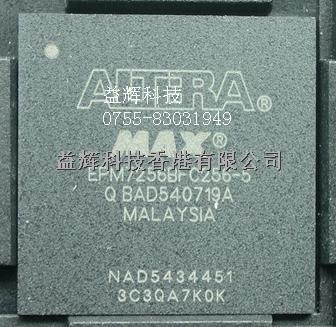 ALTERA®
益辉科技
0755-83031949
MAX®
益辉科技香港有限公司
EPM7256BFC256-5
Q BAD540719A
MALAYSIA
NAD5434451
3C3QA7K0K